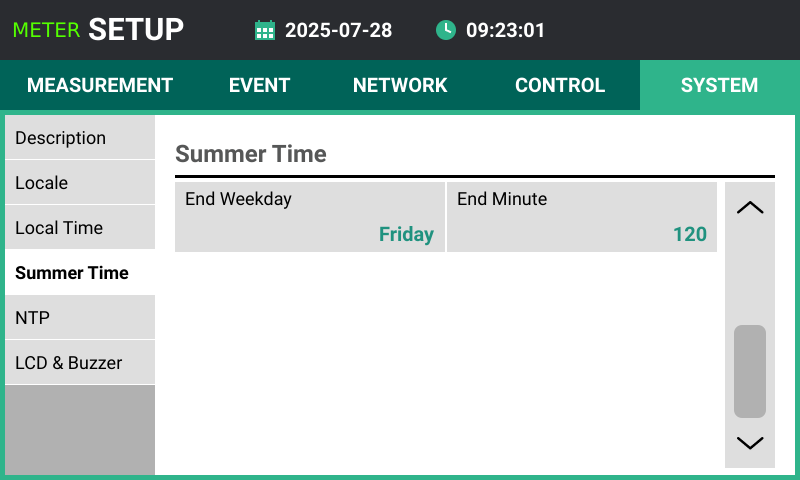 METER SETUP 2025-07-28 09:23:01
MEASUREMENT EVENT NETWORK CONTROL SYSTEM
Description
Locale
Local Time
Summer Time
NTP
LCD & Buzzer
Summer Time
End Weekday
Friday
End Minute
120